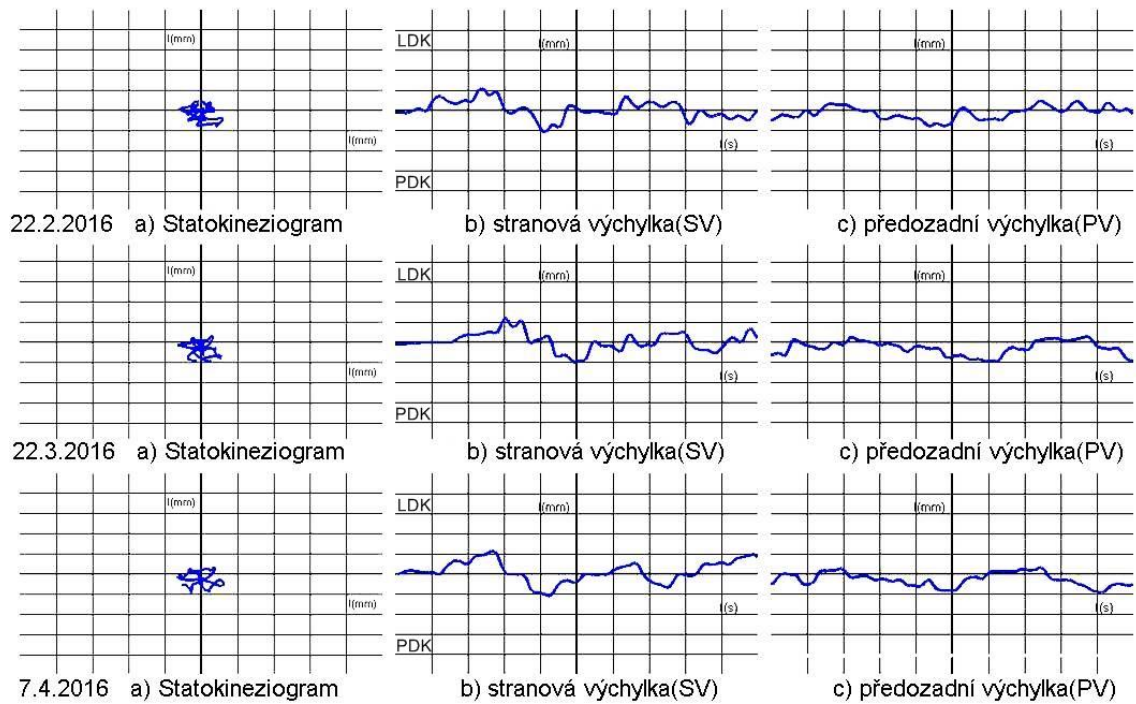 l(mm)
LDK
l(mm)
l(mm)
l(mm)
l(s)
l(s)
PDK
22.2.2016 a) Statokineziogram b) stranová výchylka(SV) c) předozadní výchylka(PV)
l(mm)
LDK
l(mm)
l(mm)
l(mm)
l(s)
l(s)
PDK
22.3.2016 a) Statokineziogram b) stranová výchylka(SV) c) předozadní výchylka(PV)
l(mm)
LDK
l(mm)
l(mm)
l(mm)
l(s)
l(s)
PDK
7.4.2016 a) Statokineziogram b) stranová výchylka(SV) c) předozadní výchylka(PV)